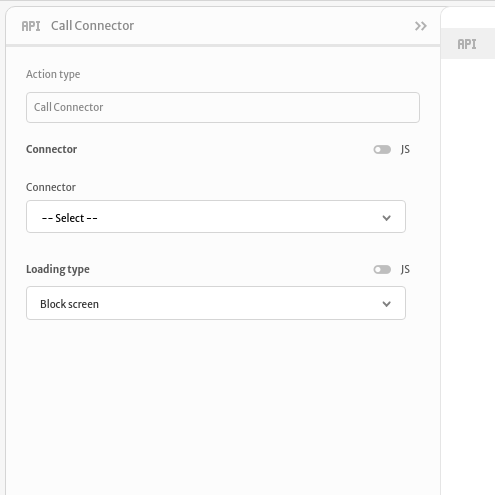 API Call Connector
API
Action type
Call Connector
Connector JS
Connector
-- Select --
Loading type JS
Block screen